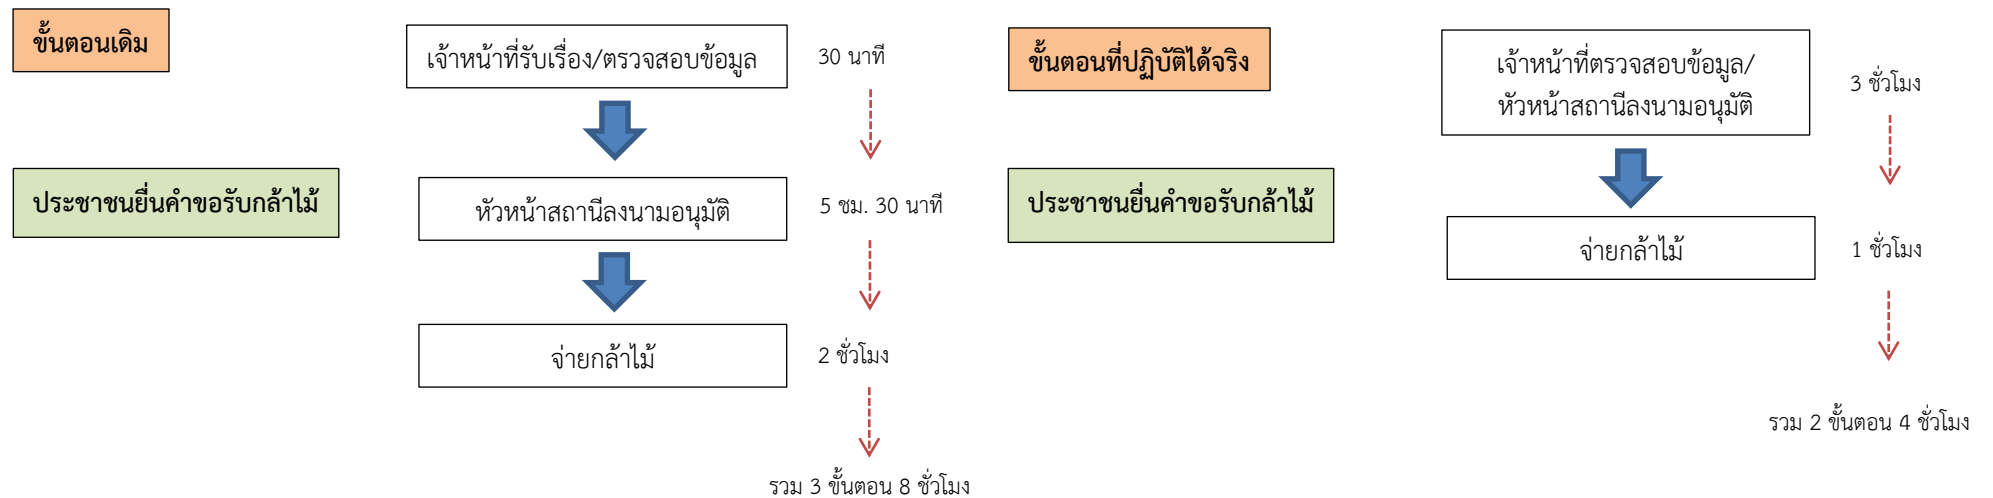 ขั้นตอนเดิม
เจ้าหน้าที่รับเรื่อง/ตรวจสอบข้อมูล
30 นาที
ประชาชนยื่นคำขอรับกล้าไม้
หัวหน้าสถานีลงนามอนุมัติ
5 ชม. 30 นาที
จ่ายกล้าไม้
2 ชั่วโมง
รวม 3 ขั้นตอน 8 ชั่วโมง
ขั้นตอนที่ปฏิบัติได้จริง
เจ้าหน้าที่ตรวจสอบข้อมูล/
หัวหน้าสถานีลงนามอนุมัติ
3 ชั่วโมง
ประชาชนยื่นคำขอรับกล้าไม้
จ่ายกล้าไม้
1 ชั่วโมง
รวม 2 ขั้นตอน 4 ชั่วโมง